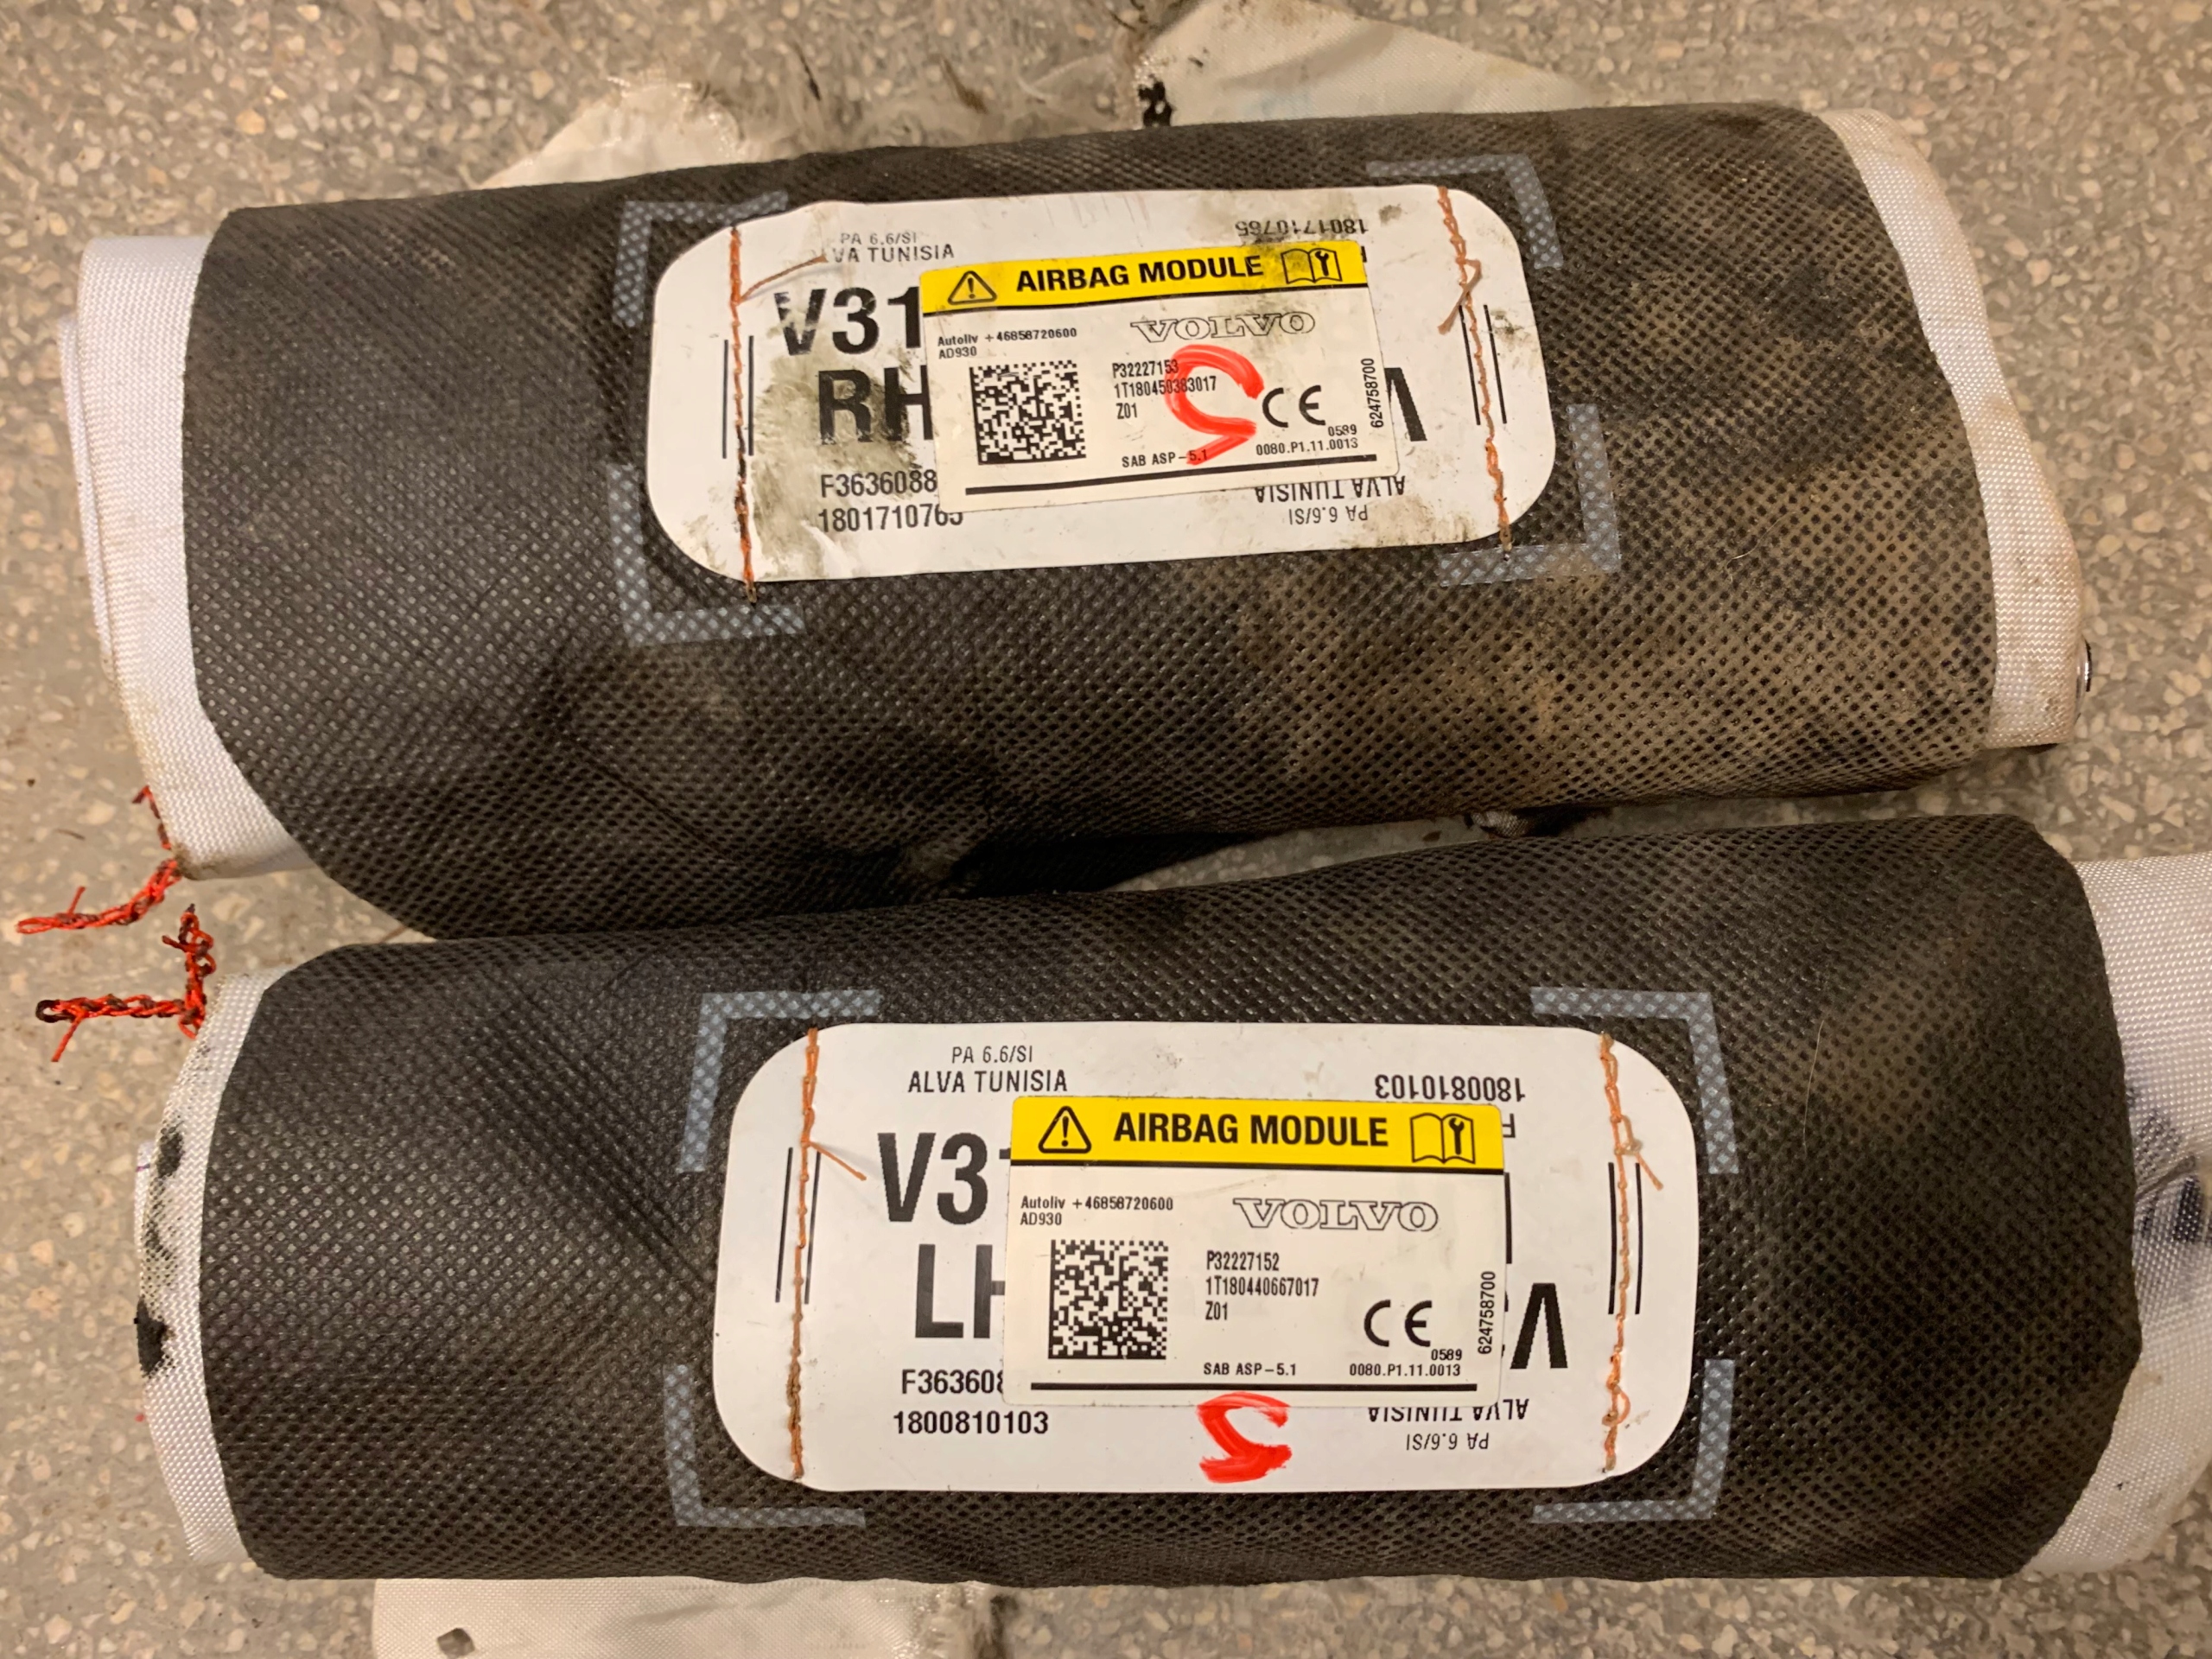 PA 6.6/SI
VA TUNISIA
1801710765
AIRBAG MODULE
V31
RH
Autoliv +46858720600
AD930
VOLVO
P32227153
1T180450383017
Z01
CE
0589
SAB ASP-5.1
0080.P1.11.0013
624758700
F3636088
1801710765
ALVA TUNISIA
PA 6.6/SI
PA 6.6/SI
ALVA TUNISIA
1800810103
F
AIRBAG MODULE
V31
LH
Autoliv +46858720600
AD930
VOLVO
P32227152
1T180440667017
Z01
CE
0589
SAB ASP-5.1
0080.P1.11.0013
624758700
F363608
1800810103
ALVA TUNISIA
PA 6.6/SI